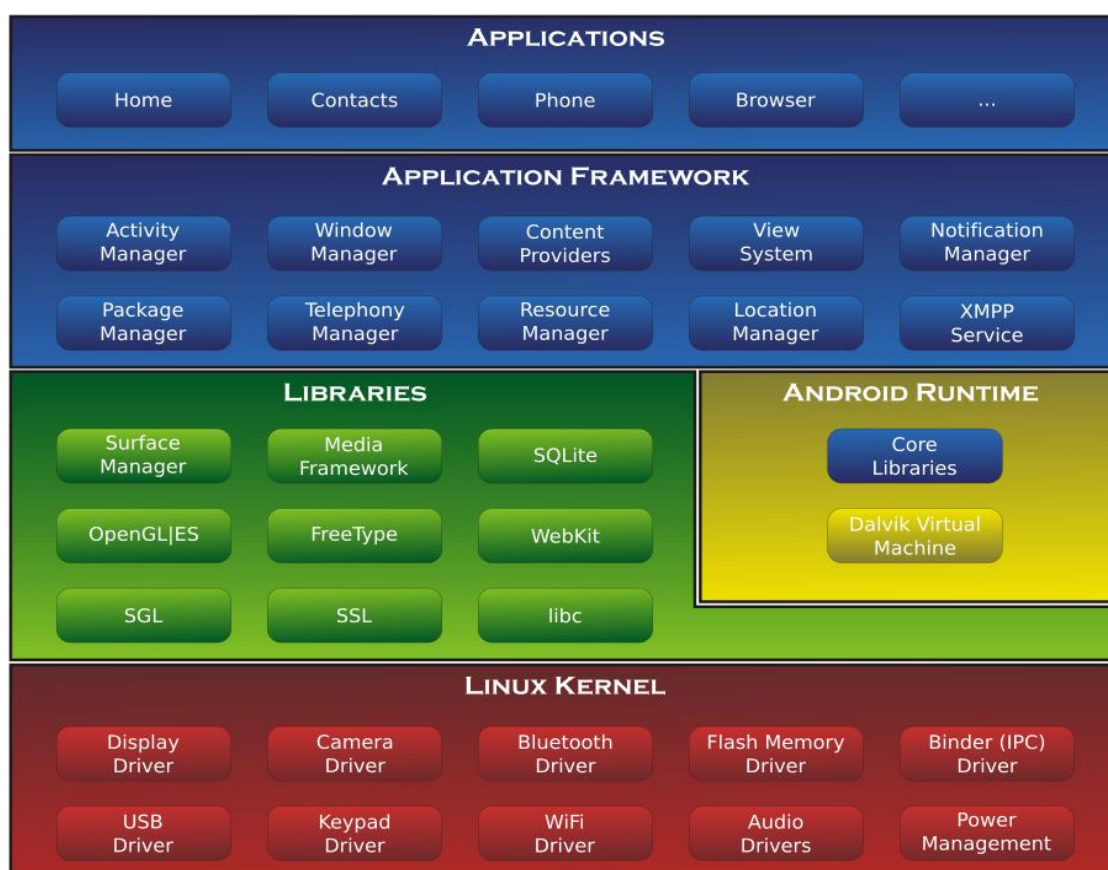 APPLICATIONS
Home
Contacts
Phone
Browser
...
APPLICATION FRAMEWORK
Activity
Manager
Window
Manager
Content
Providers
View
System
Notification
Manager
Package
Manager
Telephony
Manager
Resource
Manager
Location
Manager
XMPP
Service
LIBRARIES
Surface
Manager
Media
Framework
SQLite
OpenGL|ES
FreeType
WebKit
SGL
SSL
libc
ANDROID RUNTIME
Core
Libraries
Dalvik Virtual
Machine
LINUX KERNEL
Display
Driver
Camera
Driver
Bluetooth
Driver
Flash Memory
Driver
Binder (IPC)
Driver
USB
Driver
Keypad
Driver
WiFi
Driver
Audio
Drivers
Power
Management